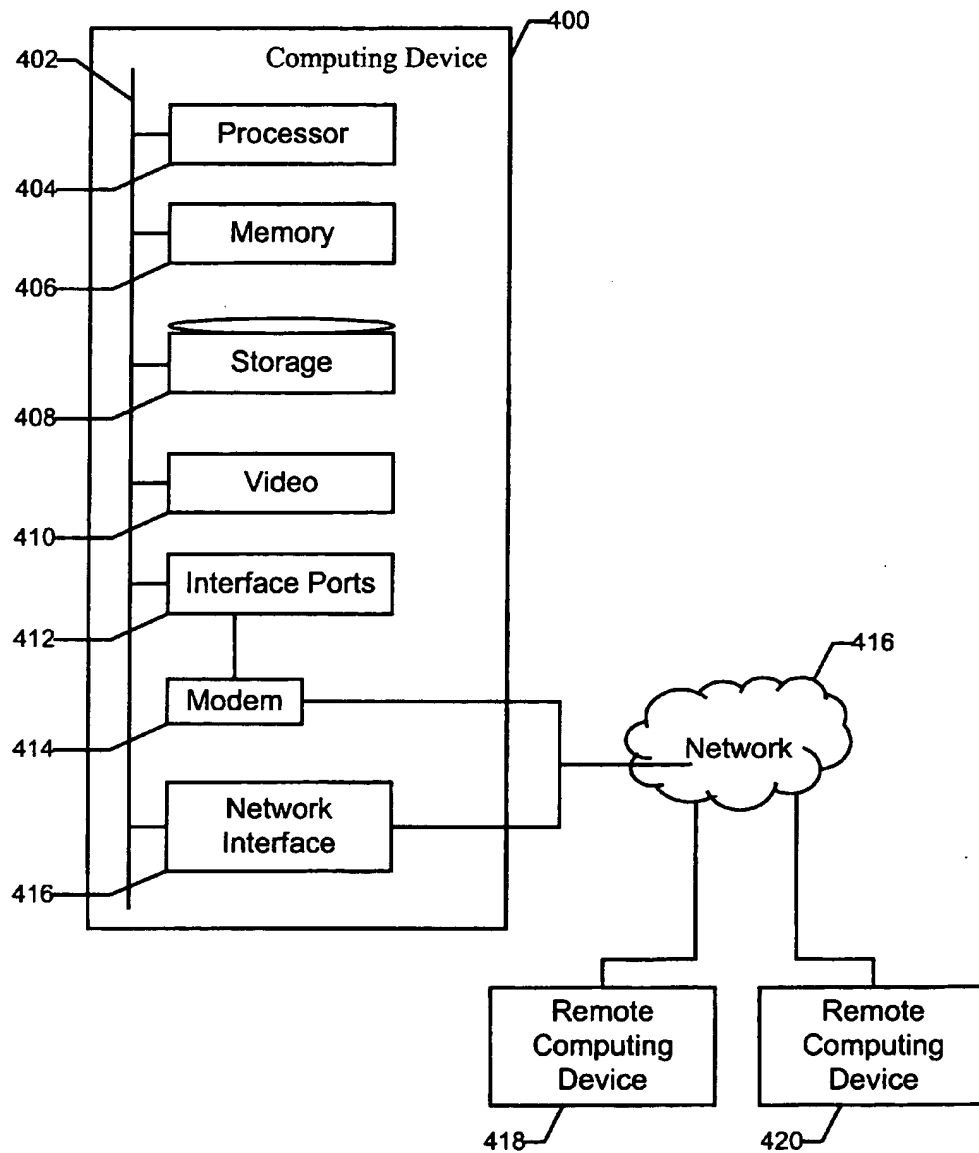 400
Computing Device
402
Processor
404
Memory
406
Storage
408
Video
410
Interface Ports
412
Modem
414
Network
Interface
416
416
Network
Remote
Computing
Device
418
Remote
Computing
Device
420